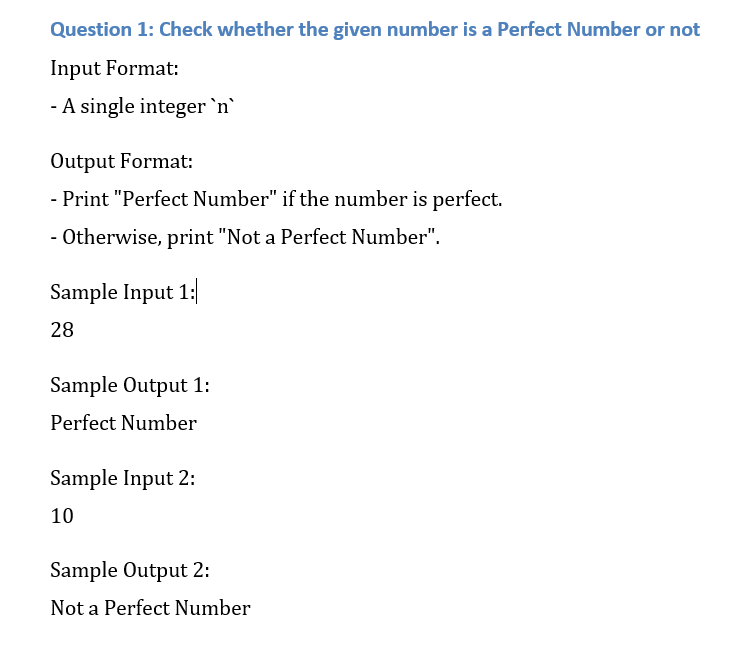 Question 1: Check whether the given number is a Perfect Number or not
Input Format:
- A single integer `n`
Output Format:
- Print "Perfect Number" if the number is perfect.
- Otherwise, print "Not a Perfect Number".
Sample Input 1:
28
Sample Output 1:
Perfect Number
Sample Input 2:
10
Sample Output 2:
Not a Perfect Number